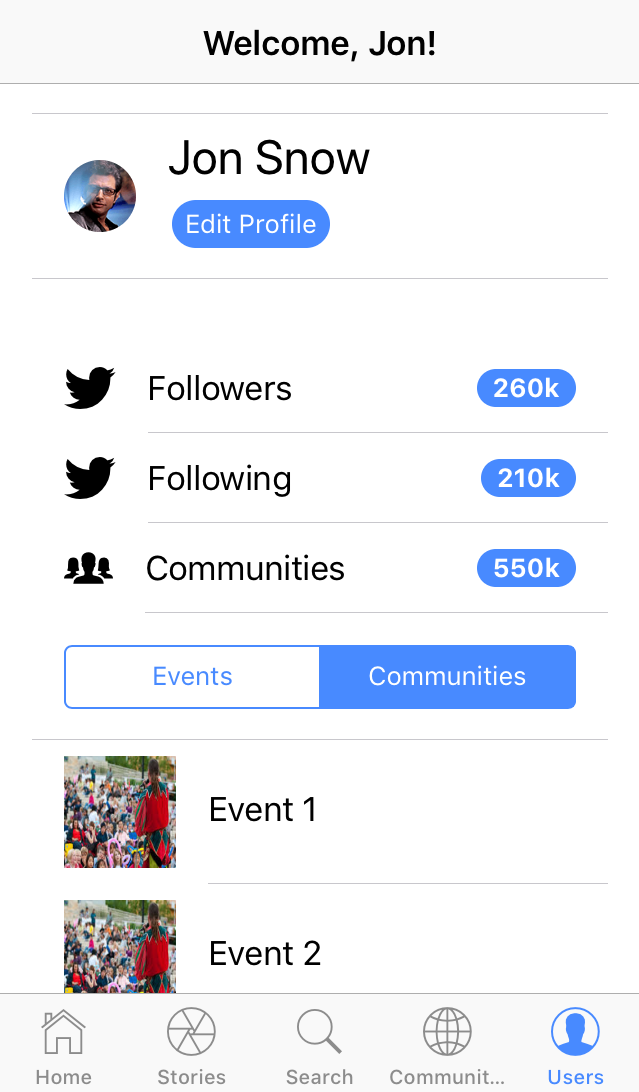 Welcome, Jon!
Jon Snow
Edit Profile
Followers 260k
Following 210k
Communities 550k
Events Communities
Event 1
Event 2
Home Stories Search Communit... Users